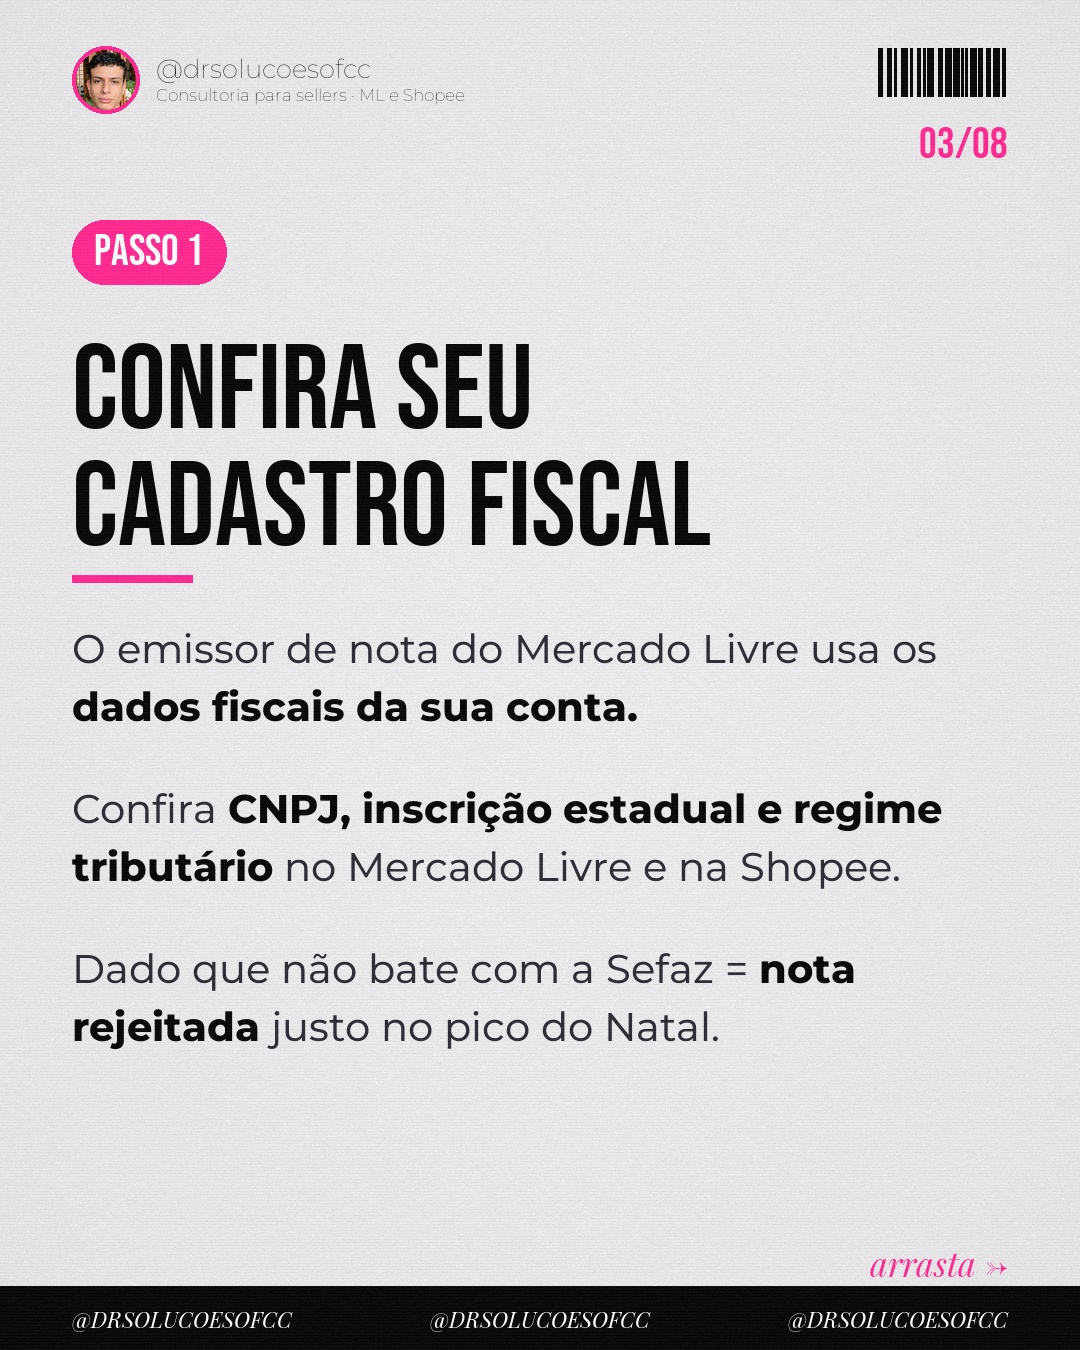 @drsolucoesofcc
Consultoria para sellers · ML e Shopee
03/08
PASSO 1
CONFIRA SEU
CADASTRO FISCAL
O emissor de nota do Mercado Livre usa os
dados fiscais da sua conta.
Confira CNPJ, inscrição estadual e regime
tributário no Mercado Livre e na Shopee.
Dado que não bate com a Sefaz = nota
rejeitada justo no pico do Natal.
arrasta ➳
@DRSOLUCOESOFCC @DRSOLUCOESOFCC @DRSOLUCOESOFCC